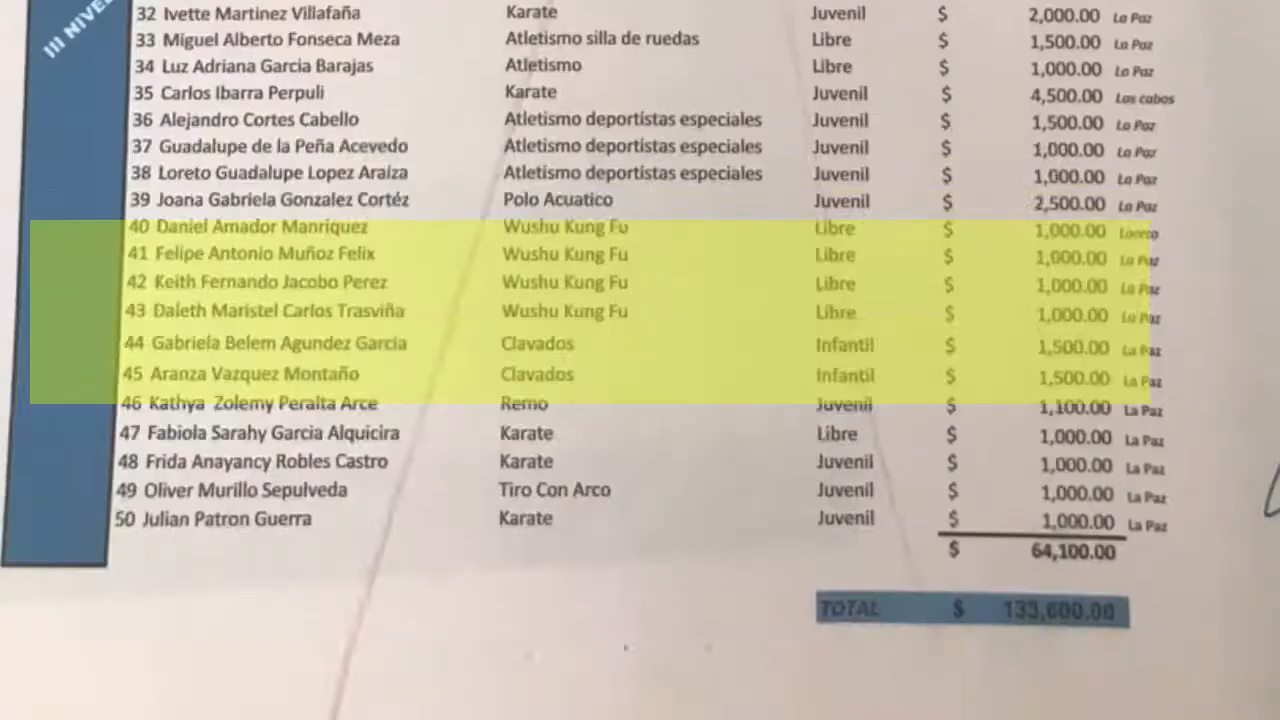 III NIVEL
32 Ivette Martinez Villafaña Karate Juvenil $ 2,000.00 La Paz
33 Miguel Alberto Fonseca Meza Atletismo silla de ruedas Libre $ 1,500.00 La Paz
34 Luz Adriana Garcia Barajas Atletismo Libre $ 1,000.00 La Paz
35 Carlos Ibarra Perpuli Karate Juvenil $ 4,500.00 Los cabos
36 Alejandro Cortes Cabello Atletismo deportistas especiales Juvenil $ 1,500.00 La Paz
37 Guadalupe de la Peña Acevedo Atletismo deportistas especiales Juvenil $ 1,000.00 La Paz
38 Loreto Guadalupe Lopez Araiza Atletismo deportistas especiales Juvenil $ 1,000.00 La Paz
39 Joana Gabriela Gonzalez Cortéz Polo Acuatico Juvenil $ 2,500.00 La Paz
40 Daniel Amador Manriquez Wushu Kung Fu Libre $ 1,000.00 Loreto
41 Felipe Antonio Muñoz Felix Wushu Kung Fu Libre $ 1,000.00 La Paz
42 Keith Fernando Jacobo Perez Wushu Kung Fu Libre $ 1,000.00 La Paz
43 Daleth Maristel Carlos Trasviña Wushu Kung Fu Libre $ 1,000.00 La Paz
44 Gabriela Belem Agundez Garcia Clavados Infantil $ 1,500.00 La Paz
45 Aranza Vazquez Montaño Clavados Infantil $ 1,500.00 La Paz
46 Kathya Zolemy Peralta Arce Remo Juvenil $ 1,100.00 La Paz
47 Fabiola Sarahy Garcia Alquicira Karate Libre $ 1,000.00 La Paz
48 Frida Anayancy Robles Castro Karate Juvenil $ 1,000.00 La Paz
49 Oliver Murillo Sepulveda Tiro Con Arco Juvenil $ 1,000.00 La Paz
50 Julian Patron Guerra Karate Juvenil $ 1,000.00 La Paz
$ 64,100.00
TOTAL $ 133,600.00